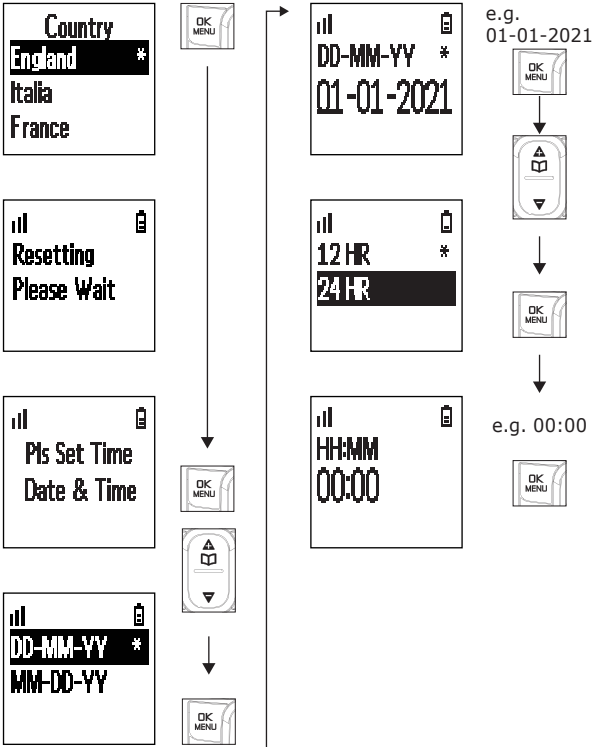 Country
England *
Italia
France
OK
MENU
Resetting
Please Wait
Pls Set Time
Date & Time
OK
MENU
DD-MM-YY *
MM-DD-YY
OK
MENU
DD-MM-YY *
01-01-2021
e.g.
01-01-2021
OK
MENU
12 HR *
24 HR
OK
MENU
HH:MM
00:00
e.g. 00:00
OK
MENU